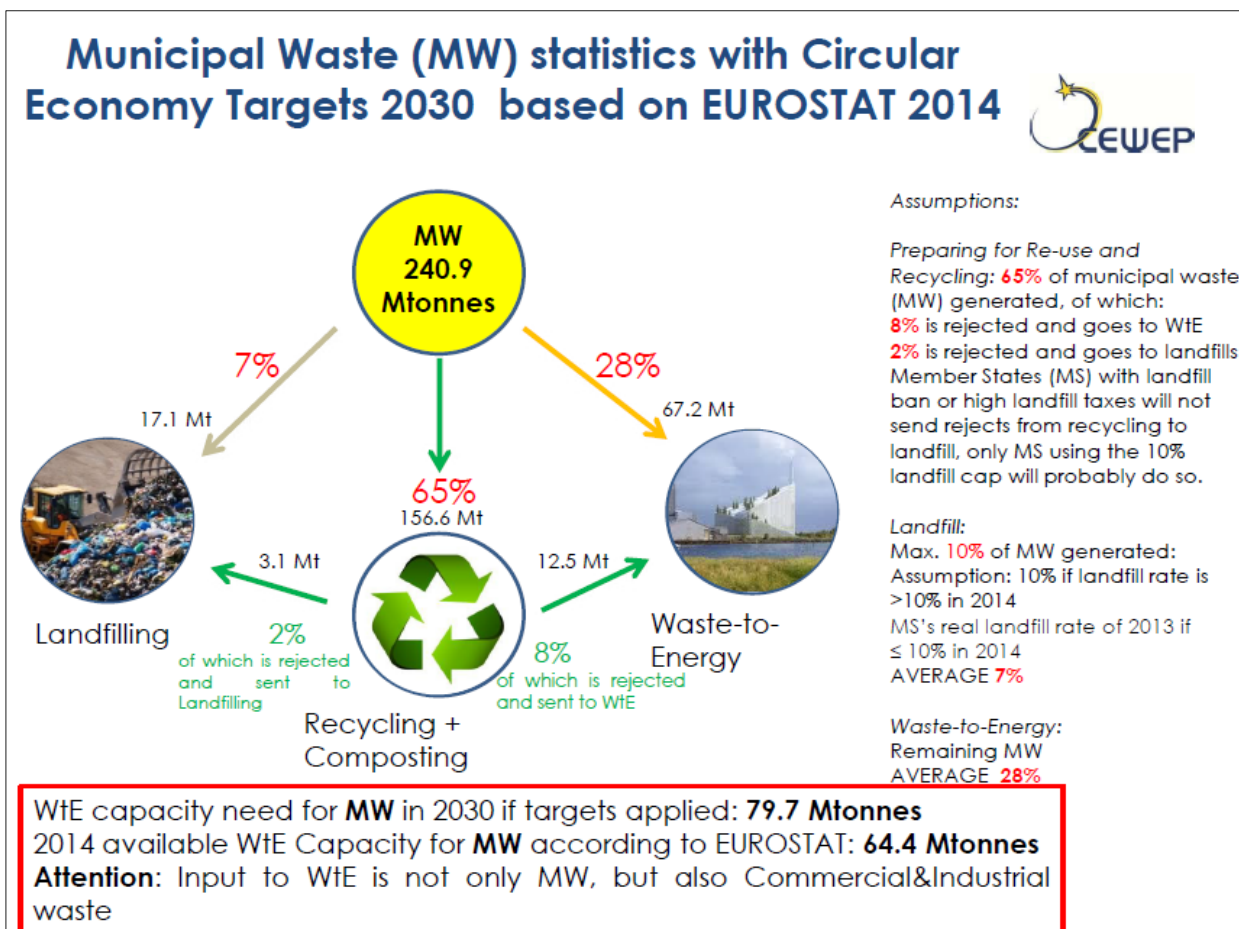 Municipal Waste (MW) statistics with Circular
Economy Targets 2030 based on EUROSTAT 2014
CEWEP
MW
240.9
Mtonnes
7%
28%
17.1 Mt
67.2 Mt
65%
156.6 Mt
3.1 Mt
12.5 Mt
Landfilling
2%
of which is rejected
and sent to
Landfilling
8%
of which is rejected
and sent to WtE
Waste-to-
Energy
Recycling +
Composting
Assumptions:
Preparing for Re-use and
Recycling: 65% of municipal waste
(MW) generated, of which:
8% is rejected and goes to WtE
2% is rejected and goes to landfills
Member States (MS) with landfill
ban or high landfill taxes will not
send rejects from recycling to
landfill, only MS using the 10%
landfill cap will probably do so.
Landfill:
Max. 10% of MW generated:
Assumption: 10% if landfill rate is
>10% in 2014
MS's real landfill rate of 2013 if
≤ 10% in 2014
AVERAGE 7%
Waste-to-Energy:
Remaining MW
AVERAGE 28%
WtE capacity need for MW in 2030 if targets applied: 79.7 Mtonnes
2014 available WtE Capacity for MW according to EUROSTAT: 64.4 Mtonnes
Attention: Input to WtE is not only MW, but also Commercial&Industrial
waste